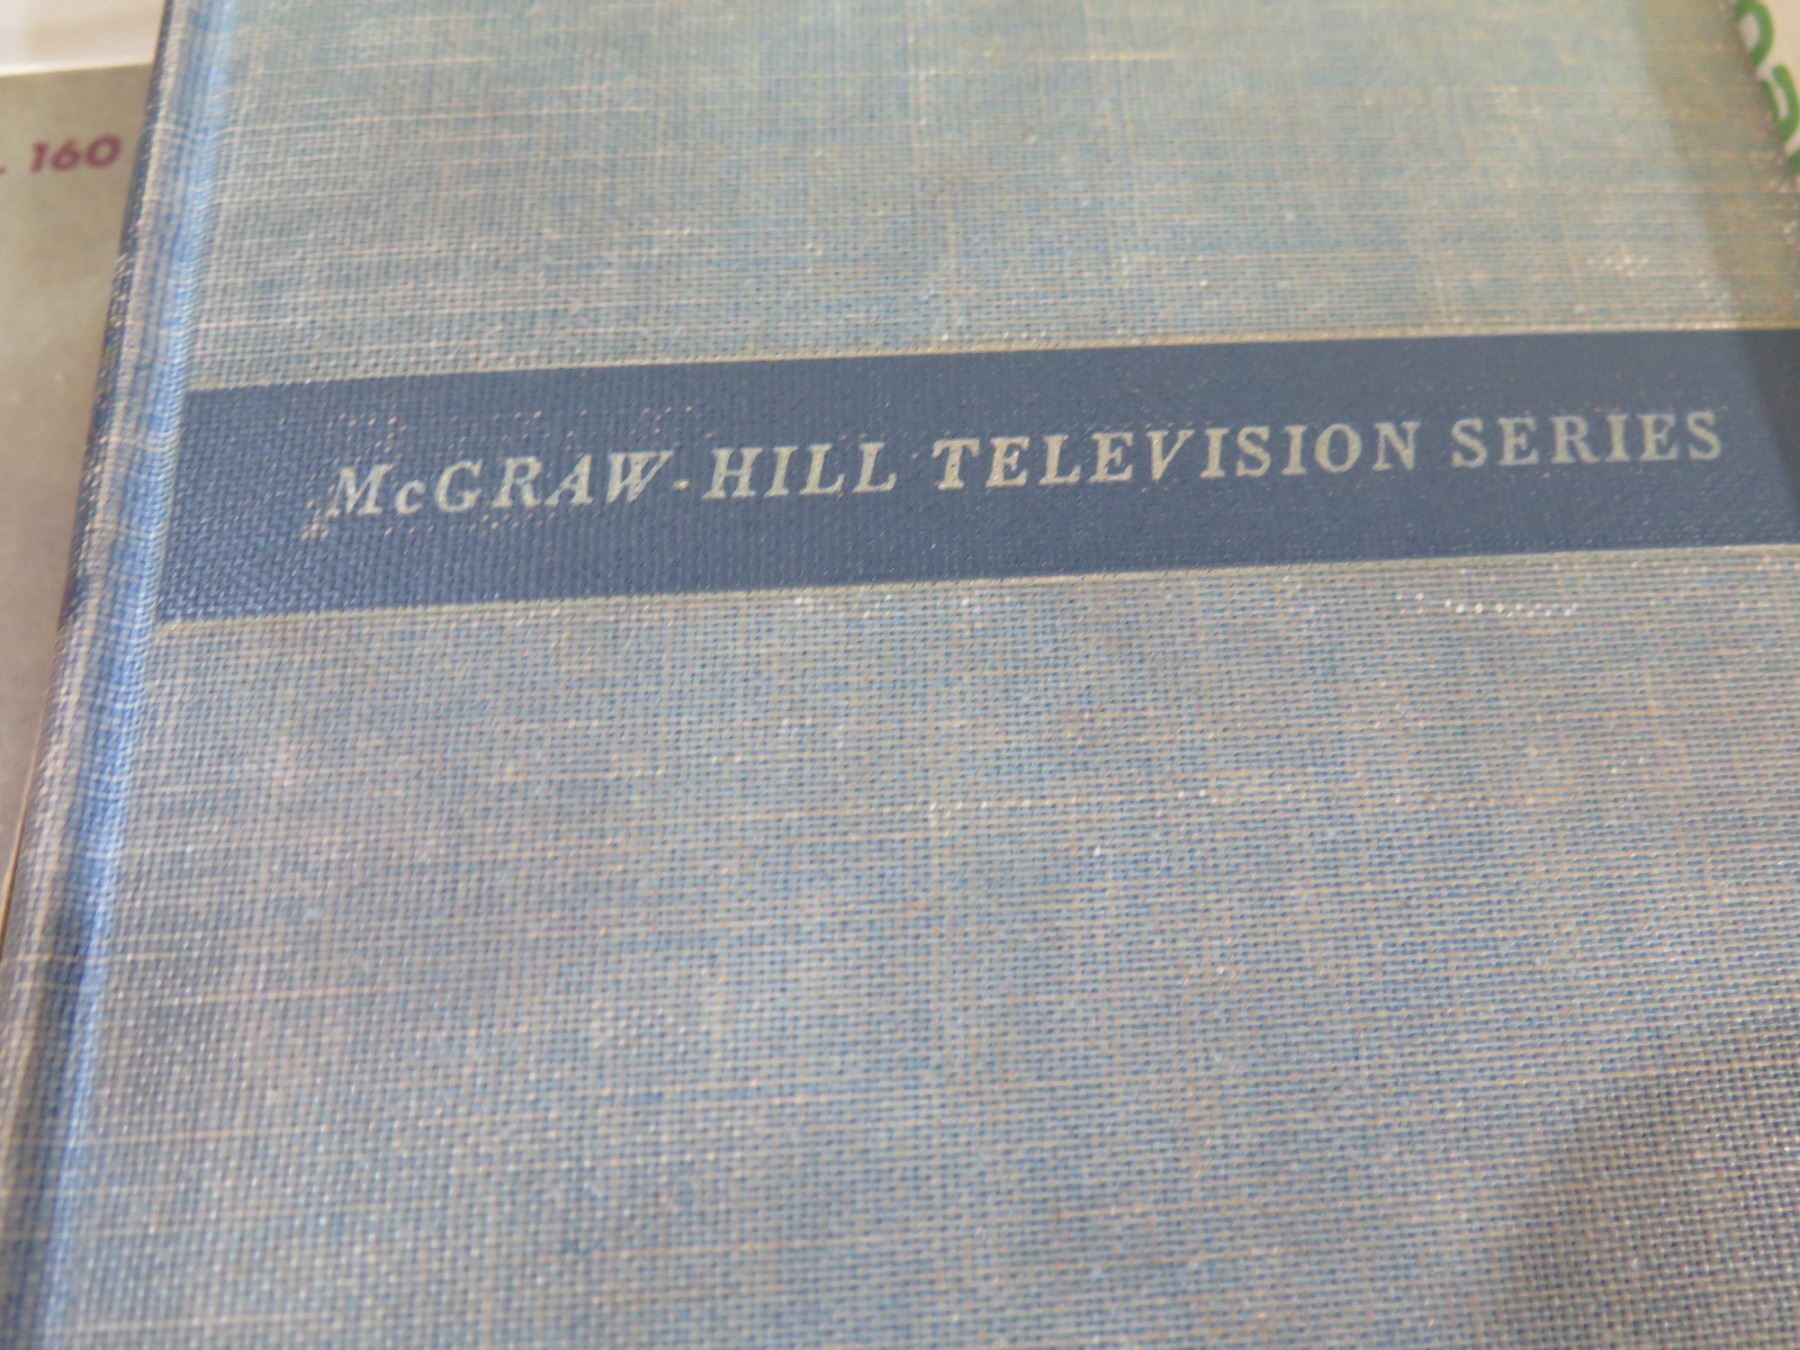 160
McGRAW-HILL TELEVISION SERIES